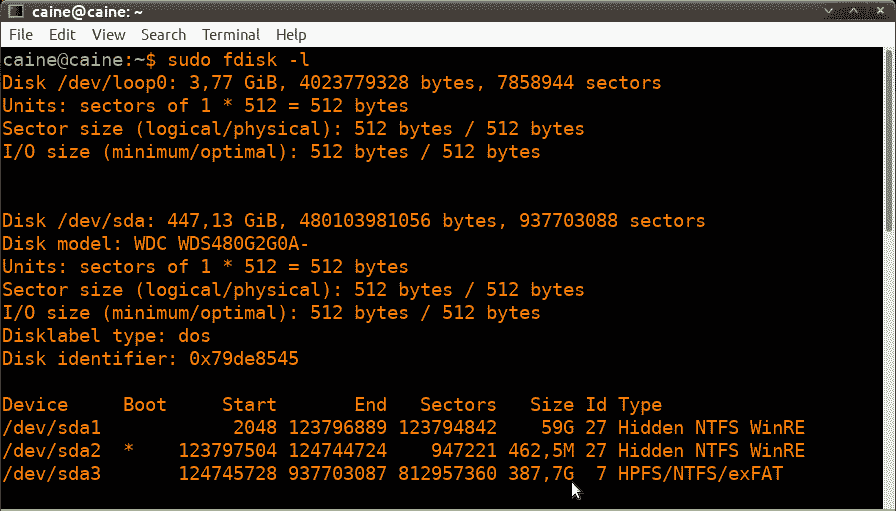 caine@caine: ~
File Edit View Search Terminal Help
caine@caine:~$ sudo fdisk -l
Disk /dev/loop0: 3,77 GiB, 4023779328 bytes, 7858944 sectors
Units: sectors of 1 * 512 = 512 bytes
Sector size (logical/physical): 512 bytes / 512 bytes
I/O size (minimum/optimal): 512 bytes / 512 bytes
Disk /dev/sda: 447,13 GiB, 480103981056 bytes, 937703088 sectors
Disk model: WDC WDS480G2G0A-
Units: sectors of 1 * 512 = 512 bytes
Sector size (logical/physical): 512 bytes / 512 bytes
I/O size (minimum/optimal): 512 bytes / 512 bytes
Disklabel type: dos
Disk identifier: 0x79de8545
Device Boot Start End Sectors Size Id Type
/dev/sda1 2048 123796889 123794842 59G 27 Hidden NTFS WinRE
/dev/sda2 * 123797504 124744724 947221 462,5M 27 Hidden NTFS WinRE
/dev/sda3 124745728 937703087 812957360 387,7G 7 HPFS/NTFS/exFAT